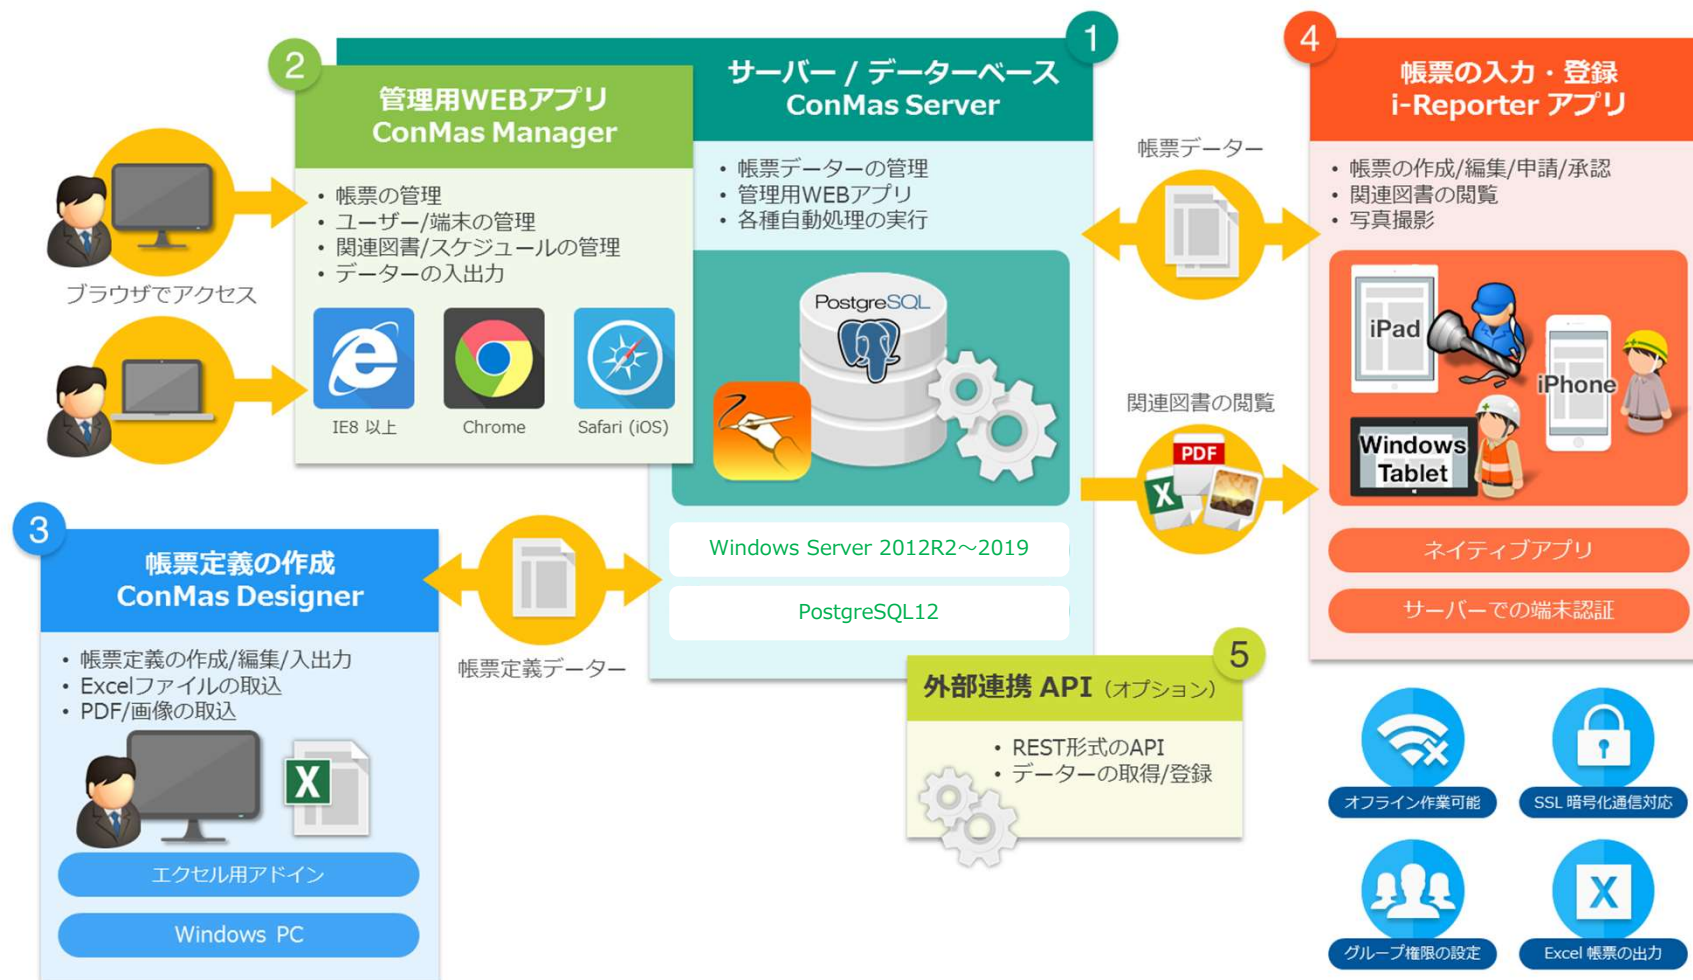 1
サーバー / データーベース
ConMas Server
・帳票データーの管理
・管理用WEBアプリ
・各種自動処理の実行
PostgreSQL
Windows Server 2012R2～2019
PostgreSQL12
2
管理用WEBアプリ
ConMas Manager
・帳票の管理
・ユーザー/端末の管理
・関連図書/スケジュールの管理
・データーの入出力
IE8 以上
Chrome
Safari (iOS)
ブラウザでアクセス
3
帳票定義の作成
ConMas Designer
・帳票定義の作成/編集/入出力
・Excelファイルの取込
・PDF/画像の取込
X
エクセル用アドイン
Windows PC
帳票定義データー
4
帳票の入力・登録
i-Reporter アプリ
・帳票の作成/編集/申請/承認
・関連図書の閲覧
・写真撮影
iPad
iPhone
Windows
Tablet
ネイティブアプリ
サーバーでの端末認証
帳票データー
関連図書の閲覧
PDF
X
5
外部連携 API（オプション）
・REST形式のAPI
・データーの取得/登録
オフライン作業可能
SSL 暗号化通信対応
グループ権限の設定
X
Excel 帳票の出力